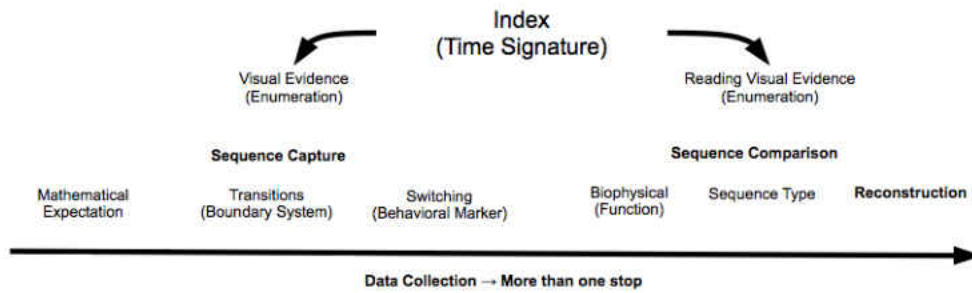 Index
(Time Signature)
Visual Evidence
(Enumeration)
Reading Visual Evidence
(Enumeration)
Sequence Capture
Sequence Comparison
Mathematical
Expectation
Transitions
(Boundary System)
Switching
(Behavioral Marker)
Biophysical
(Function)
Sequence Type
Reconstruction
Data Collection → More than one stop